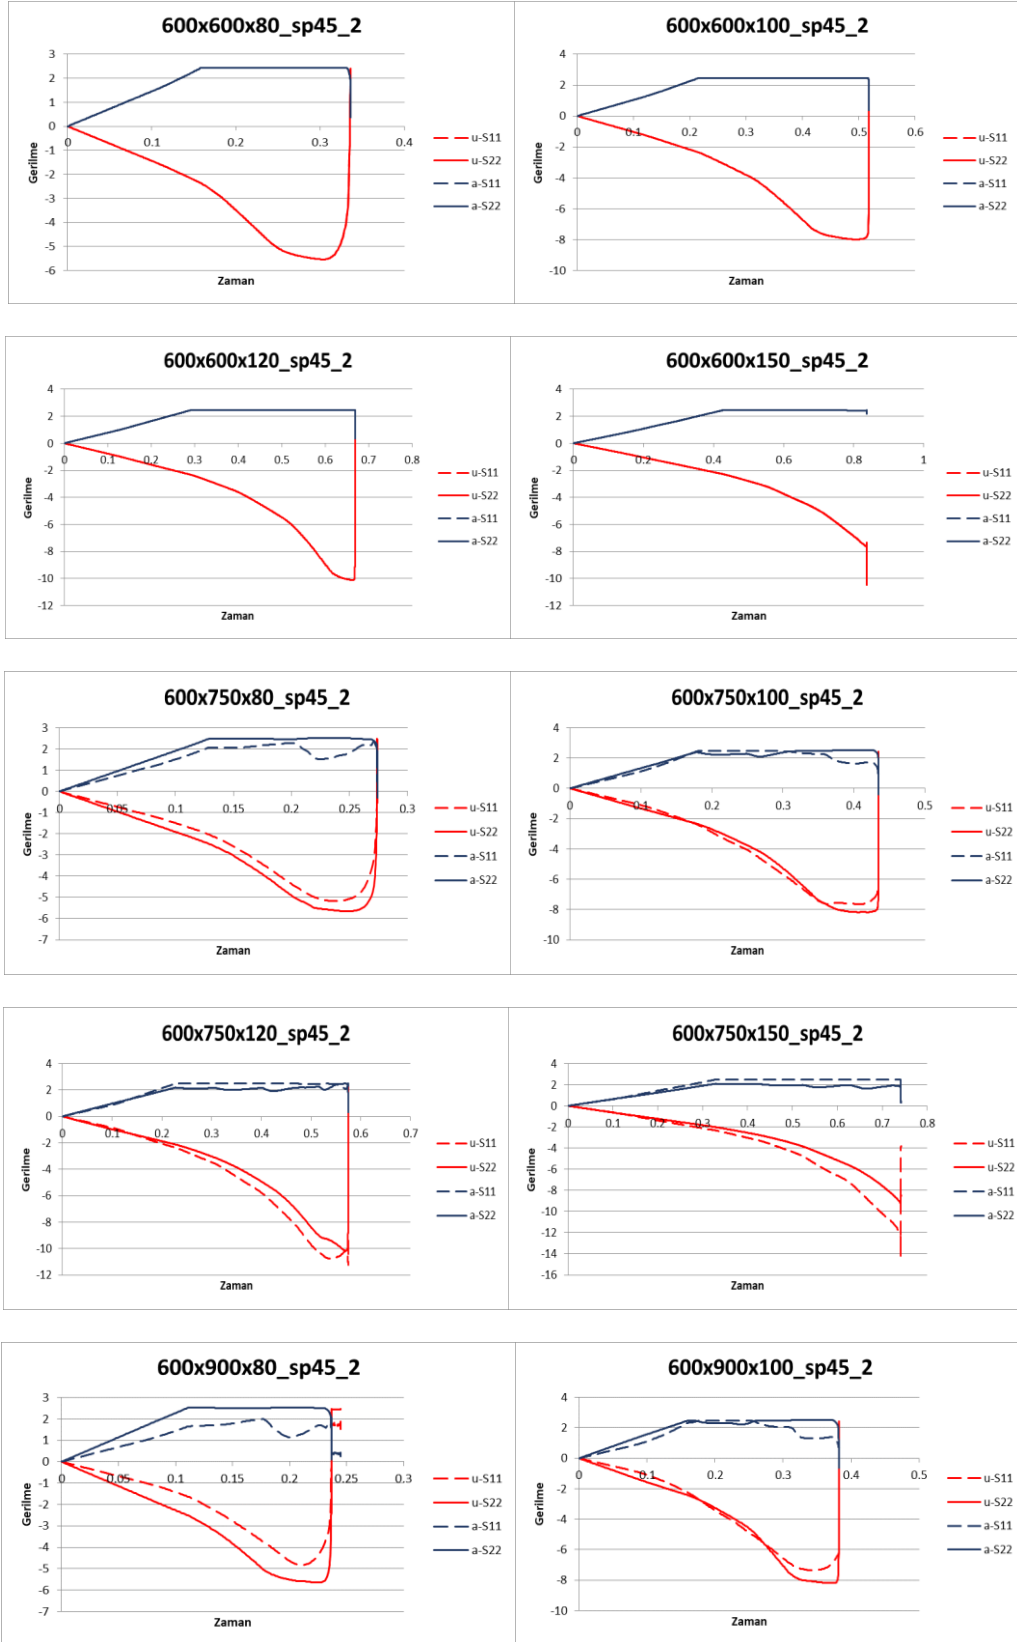 600x600x80_sp45_2
3
2
1
0
-1
-2
-3
-4
-5
-6
0 0.1 0.2 0.3 0.4
Gerilme
Zaman
u-S11
u-S22
a-S11
a-S22
600x600x100_sp45_2
4
2
0
-2
-4
-6
-8
-10
0 0.1 0.2 0.3 0.4 0.5 0.6
Gerilme
Zaman
u-S11
u-S22
a-S11
a-S22
600x600x120_sp45_2
4
2
0
-2
-4
-6
-8
-10
-12
0 0.1 0.2 0.3 0.4 0.5 0.6 0.7 0.8
Gerilme
Zaman
u-S11
u-S22
a-S11
a-S22
600x600x150_sp45_2
4
2
0
-2
-4
-6
-8
-10
-12
0 0.2 0.4 0.6 0.8 1
Gerilme
Zaman
u-S11
u-S22
a-S11
a-S22
600x750x80_sp45_2
3
2
1
0
-1
-2
-3
-4
-5
-6
-7
0 0.05 0.1 0.15 0.2 0.25 0.3
Gerilme
Zaman
u-S11
u-S22
a-S11
a-S22
600x750x100_sp45_2
4
2
0
-2
-4
-6
-8
-10
0 0.1 0.2 0.3 0.4 0.5
Gerilme
Zaman
u-S11
u-S22
a-S11
a-S22
600x750x120_sp45_2
4
2
0
-2
-4
-6
-8
-10
-12
0 0.1 0.2 0.3 0.4 0.5 0.6 0.7
Gerilme
Zaman
u-S11
u-S22
a-S11
a-S22
600x750x150_sp45_2
4
2
0
-2
-4
-6
-8
-10
-12
-14
-16
0 0.1 0.2 0.3 0.4 0.5 0.6 0.7 0.8
Gerilme
Zaman
u-S11
u-S22
a-S11
a-S22
600x900x80_sp45_2
3
2
1
0
-1
-2
-3
-4
-5
-6
-7
0 0.05 0.1 0.15 0.2 0.25 0.3
Gerilme
Zaman
u-S11
u-S22
a-S11
a-S22
600x900x100_sp45_2
4
2
0
-2
-4
-6
-8
-10
0 0.1 0.2 0.3 0.4 0.5
Gerilme
Zaman
u-S11
u-S22
a-S11
a-S22